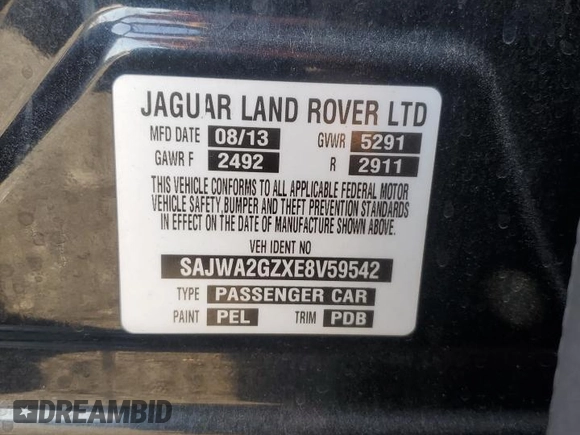 JAGUAR LAND ROVER LTD
MFD DATE 08/13 GVWR 5291
GAWR F 2492 R 2911
THIS VEHICLE CONFORMS TO ALL APPLICABLE FEDERAL MOTOR
VEHICLE SAFETY, BUMPER AND THEFT PREVENTION STANDARDS
IN EFFECT ON THE DATE OF MANUFACTURE SHOWN ABOVE.
VEH IDENT NO
SAJWA2GZXE8V59542
TYPE PASSENGER CAR
PAINT PEL TRIM PDB
DREAMBID